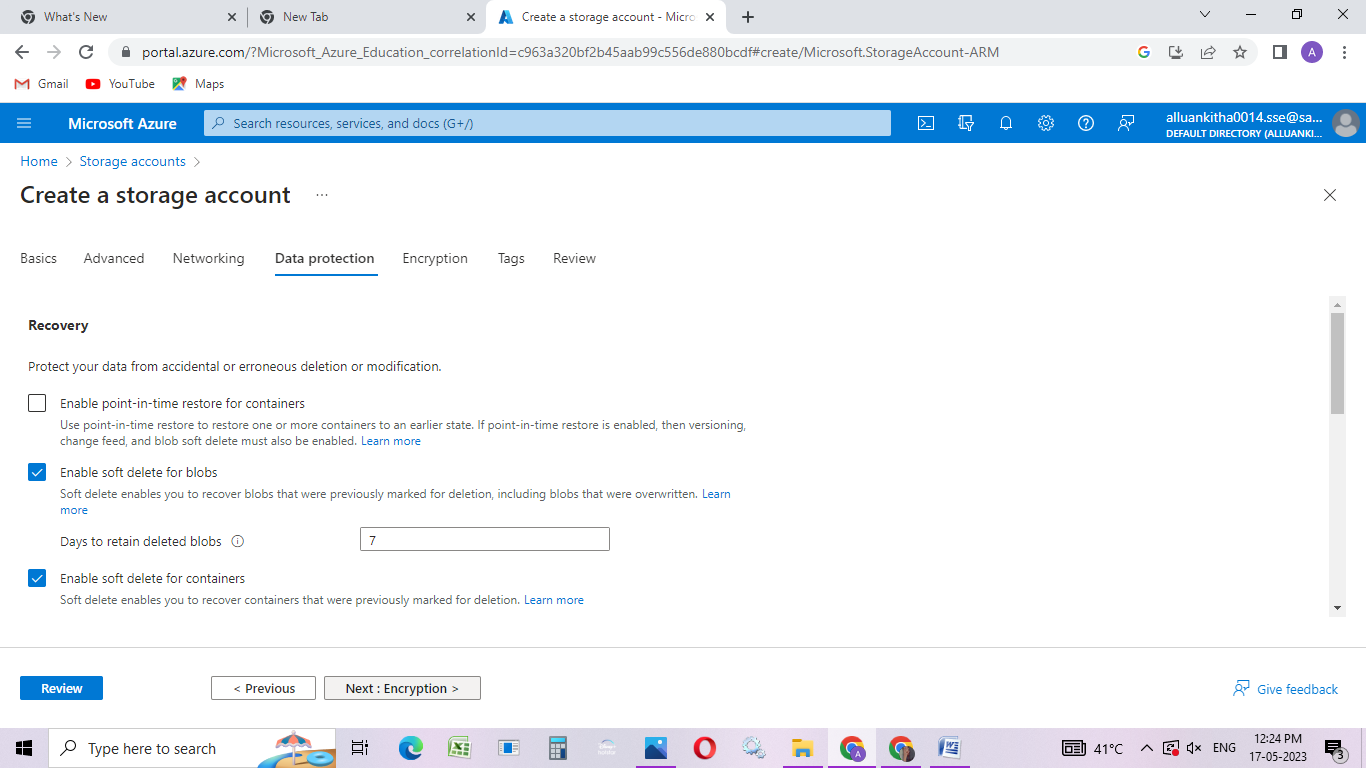 What's New
New Tab
Create a storage account - Micro
portal.azure.com/?Microsoft_Azure_Education_correlationId=c963a320bf2b45aab99c556de880bcdf#create/Microsoft.StorageAccount-ARM
A
Gmail
YouTube
Maps
Microsoft Azure
Search resources, services, and docs (G+/)
alluankitha0014.sse@sa...
DEFAULT DIRECTORY (ALLUANKI...
Home > Storage accounts >
Create a storage account ...
Basics
Advanced
Networking
Data protection
Encryption
Tags
Review
Recovery
Protect your data from accidental or erroneous deletion or modification.
Enable point-in-time restore for containers
Use point-in-time restore to restore one or more containers to an earlier state. If point-in-time restore is enabled, then versioning,
change feed, and blob soft delete must also be enabled. Learn more
Enable soft delete for blobs
Soft delete enables you to recover blobs that were previously marked for deletion, including blobs that were overwritten. Learn
more
Days to retain deleted blobs
7
Enable soft delete for containers
Soft delete enables you to recover containers that were previously marked for deletion. Learn more
Review
< Previous
Next : Encryption >
Give feedback
Type here to search
41°C
ENG
12:24 PM
17-05-2023
3